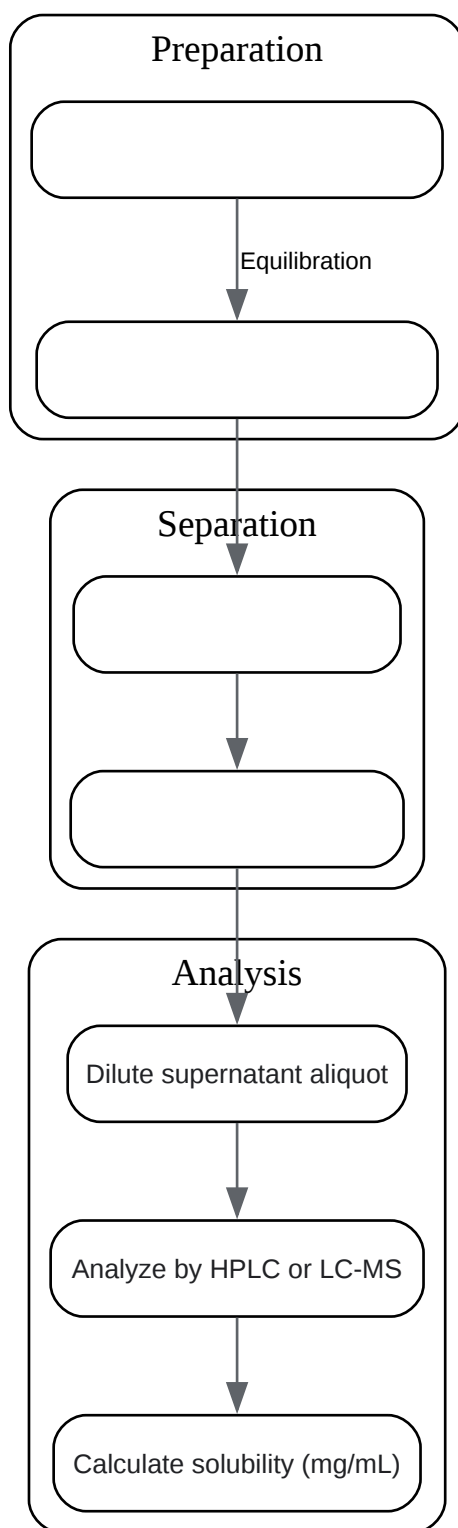 Preparation
Equilibration
Separation
Analysis
Dilute supernatant aliquot
Analyze by HPLC or LC-MS
Calculate solubility (mg/mL)